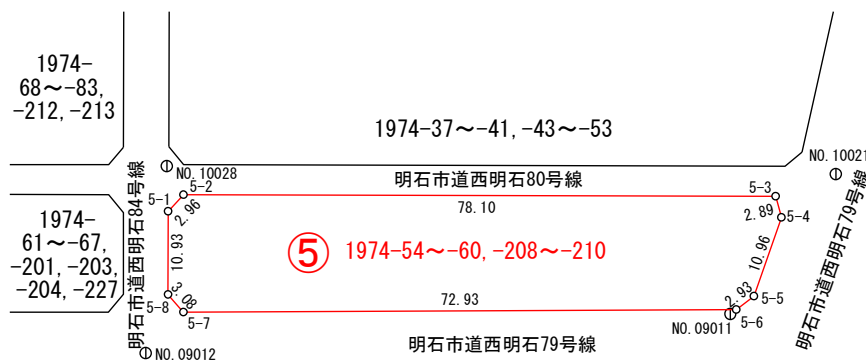 1974-
68～-83,
-212, -213
1974-37～-41, -43～-53
NO. 10028
NO. 10021
明石市道西明石80号線
5-2
5-3
5-1
2.96
78.10
2.89
5-4
明石市道西明石84号線
1974-
61～-67,
-201, -203,
-204, -227
10.93
⑤ 1974-54～-60, -208～-210
10.96
明石市道西明石79号線
5-8
3.08
5-7
72.93
2.93
5-5
5-6
NO. 09011
NO. 09012
明石市道西明石79号線